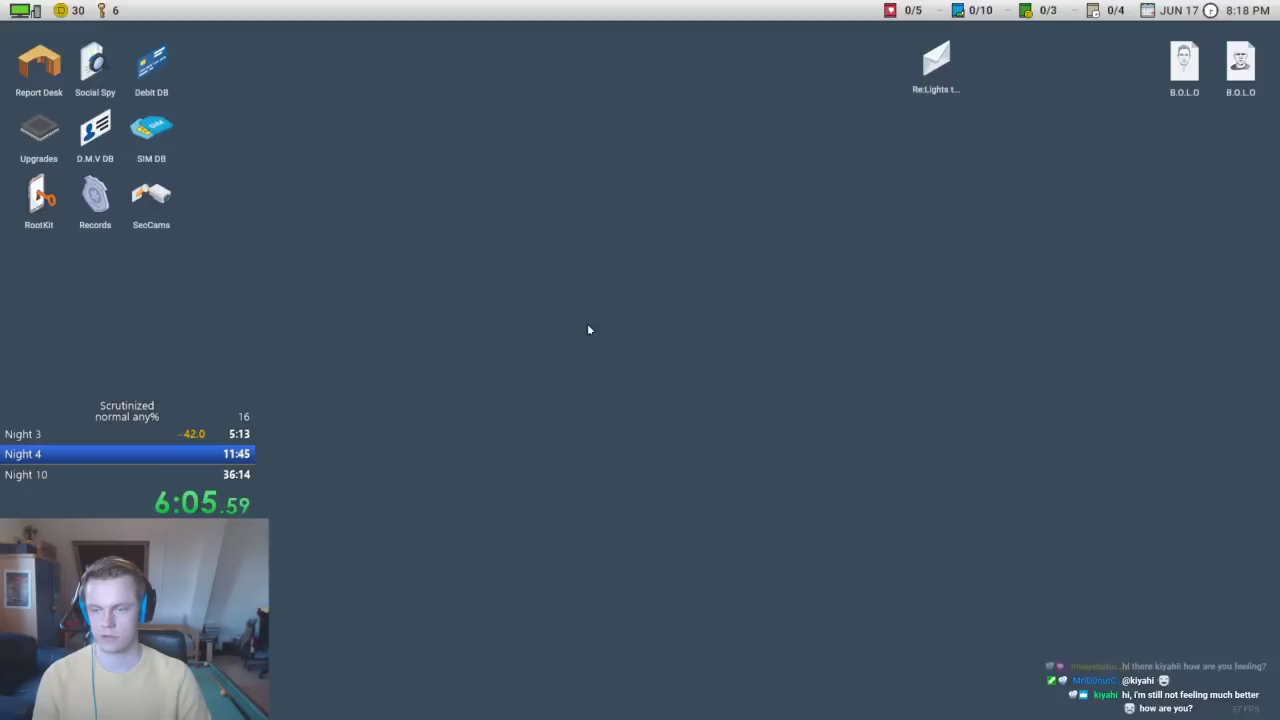 30 6 0/5 0/10 0/3 0/4 JUN 17 8:18 PM
Report Desk Social Spy Debit DB
Re:Lights t...
B.O.L.O B.O.L.O
Upgrades D.M.V DB SIM DB
RootKit Records SecCams
Scrutinized
normal any% 16
Night 3 −42.0 5:13
Night 4 11:45
Night 10 36:14
6:05.59
hi there kiyahi! how are you feeling?
MrIDDnutC: @kiyahi
kiyahi: hi, i'm still not feeling much better
how are you?
57 FPS